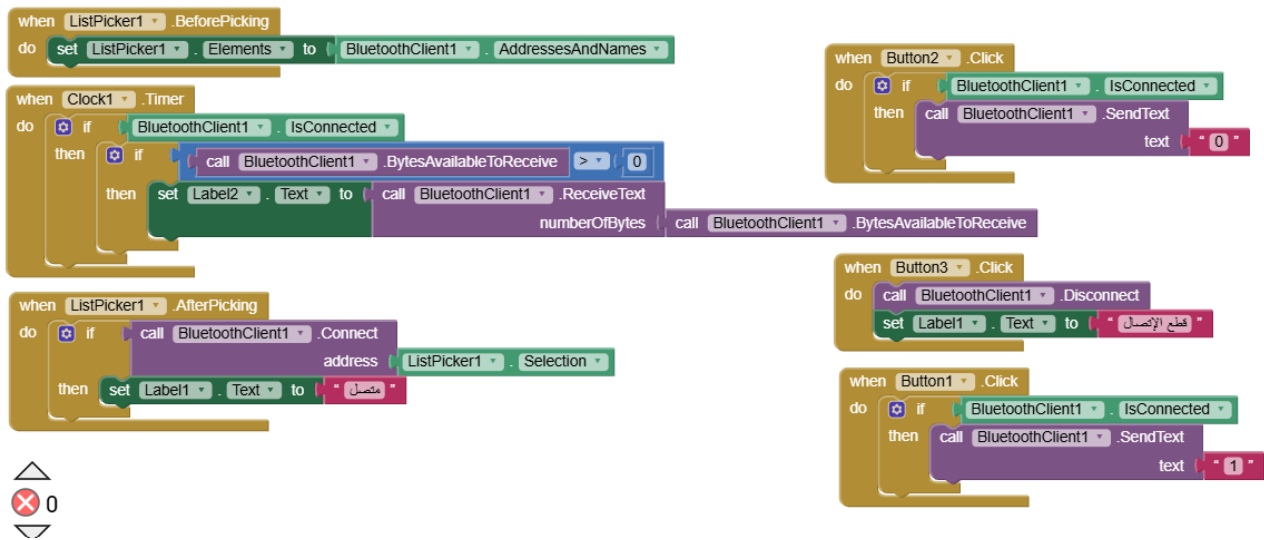 when ListPicker1 .BeforePicking
do set ListPicker1 . Elements to BluetoothClient1 . AddressesAndNames
when Clock1 .Timer
do if BluetoothClient1 . IsConnected
then if call BluetoothClient1 .BytesAvailableToReceive > 0
then set Label2 . Text to call BluetoothClient1 .ReceiveText
numberOfBytes call BluetoothClient1 .BytesAvailableToReceive
when ListPicker1 .AfterPicking
do if call BluetoothClient1 .Connect
address ListPicker1 . Selection
then set Label1 . Text to " متصل "
0
when Button2 .Click
do if BluetoothClient1 . IsConnected
then call BluetoothClient1 .SendText
text " 0 "
when Button3 .Click
do call BluetoothClient1 .Disconnect
set Label1 . Text to " قطع الإتصال "
when Button1 .Click
do if BluetoothClient1 . IsConnected
then call BluetoothClient1 .SendText
text " 1 "